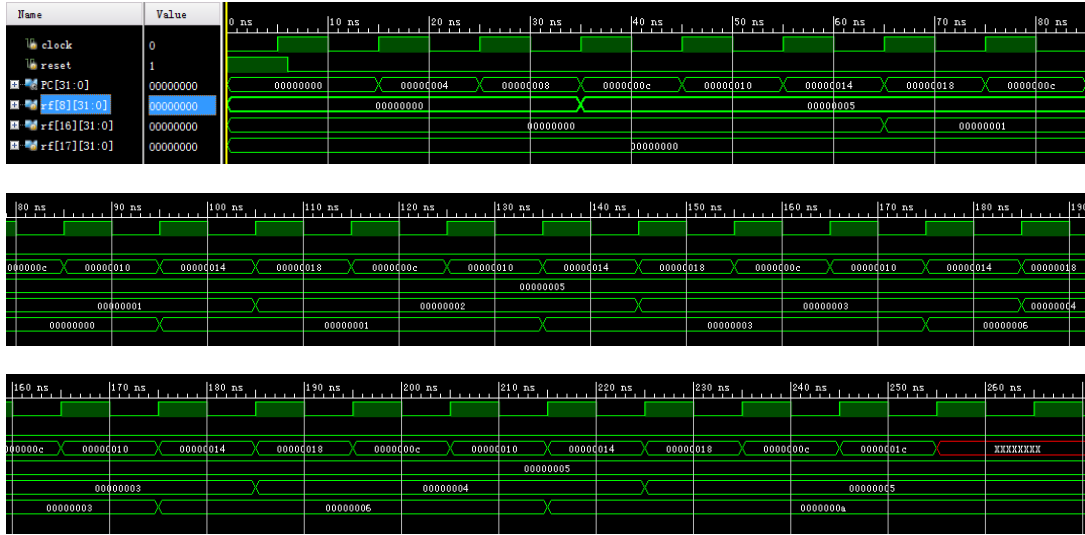 Name Value 0 ns 10 ns 20 ns 30 ns 40 ns 50 ns 60 ns 70 ns 80 ns
clock 0
reset 1
PC[31:0] 00000000 00000000 00000004 00000008 0000000c 00000010 00000014 00000018 0000000c
rf[8][31:0] 00000000 00000000 00000005
rf[16][31:0] 00000000 00000000 00000001
rf[17][31:0] 00000000 00000000
80 ns 90 ns 100 ns 110 ns 120 ns 130 ns 140 ns 150 ns 160 ns 170 ns 180 ns 190
000000c 00000010 00000014 00000018 0000000c 00000010 00000014 00000018 0000000c 00000010 00000014 00000018
00000005
00000001 00000002 00000003 00000004
00000000 00000001 00000003 00000006
160 ns 170 ns 180 ns 190 ns 200 ns 210 ns 220 ns 230 ns 240 ns 250 ns 260 ns
000000c 00000010 00000014 00000018 0000000c 00000010 00000014 00000018 0000000c 0000001c XXXXXXXX
00000005
00000003 00000004 00000005
00000003 00000006 0000000a